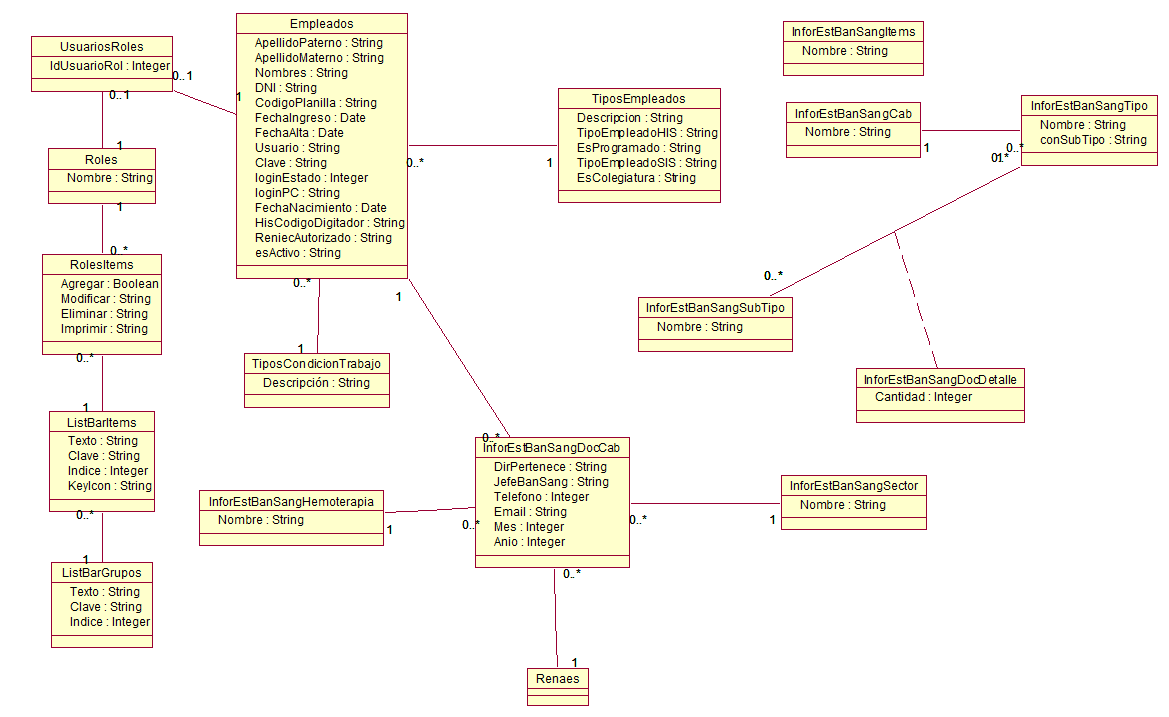 UsuariosRoles
IdUsuarioRol : Integer
0..1
0..1
1
Roles
Nombre : String
1
0..*
RolesItems
Agregar : Boolean
Modificar : String
Eliminar : String
Imprimir : String
0..*
1
ListBarItems
Texto : String
Clave : String
Indice : Integer
KeyIcon : String
0..*
1
ListBarGrupos
Texto : String
Clave : String
Indice : Integer
Empleados
ApellidoPaterno : String
ApellidoMaterno : String
Nombres : String
DNI : String
CodigoPlanilla : String
FechaIngreso : Date
FechaAlta : Date
Usuario : String
Clave : String
loginEstado : Integer
loginPC : String
FechaNacimiento : Date
HisCodigoDigitador : String
ReniecAutorizado : String
esActivo : String
1
0..*
1
0..*
1
TiposCondicionTrabajo
Descripción : String
1
TiposEmpleados
Descripcion : String
TipoEmpleadoHIS : String
EsProgramado : String
TipoEmpleadoSIS : String
EsColegiatura : String
InforEstBanSangItems
Nombre : String
InforEstBanSangCab
Nombre : String
1
0..*
InforEstBanSangTipo
Nombre : String
conSubTipo : String
01.*
0..*
InforEstBanSangSubTipo
Nombre : String
InforEstBanSangDocDetalle
Cantidad : Integer
0..*
InforEstBanSangDocCab
DirPertenece : String
JefeBanSang : String
Telefono : Integer
Email : String
Mes : Integer
Anio : Integer
InforEstBanSangHemoterapia
Nombre : String
1
0..*
0..*
1
InforEstBanSangSector
Nombre : String
0..*
1
Renaes